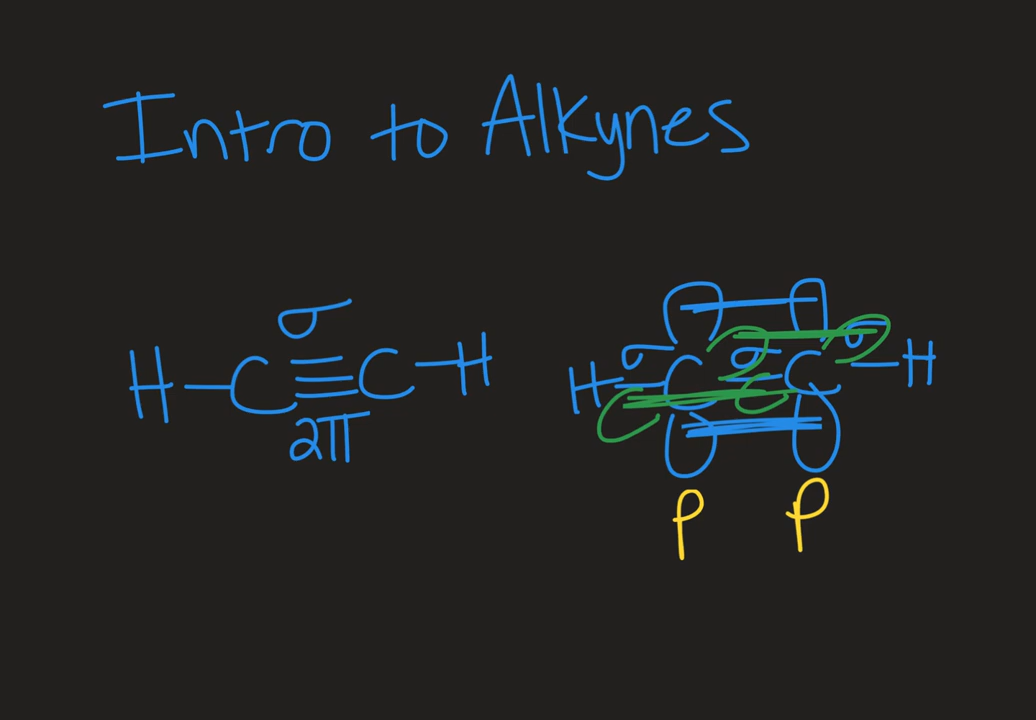 Intro to Alkynes
σ
H-C≡C-H
2π
σ σ σ
H-C-C-H
p p